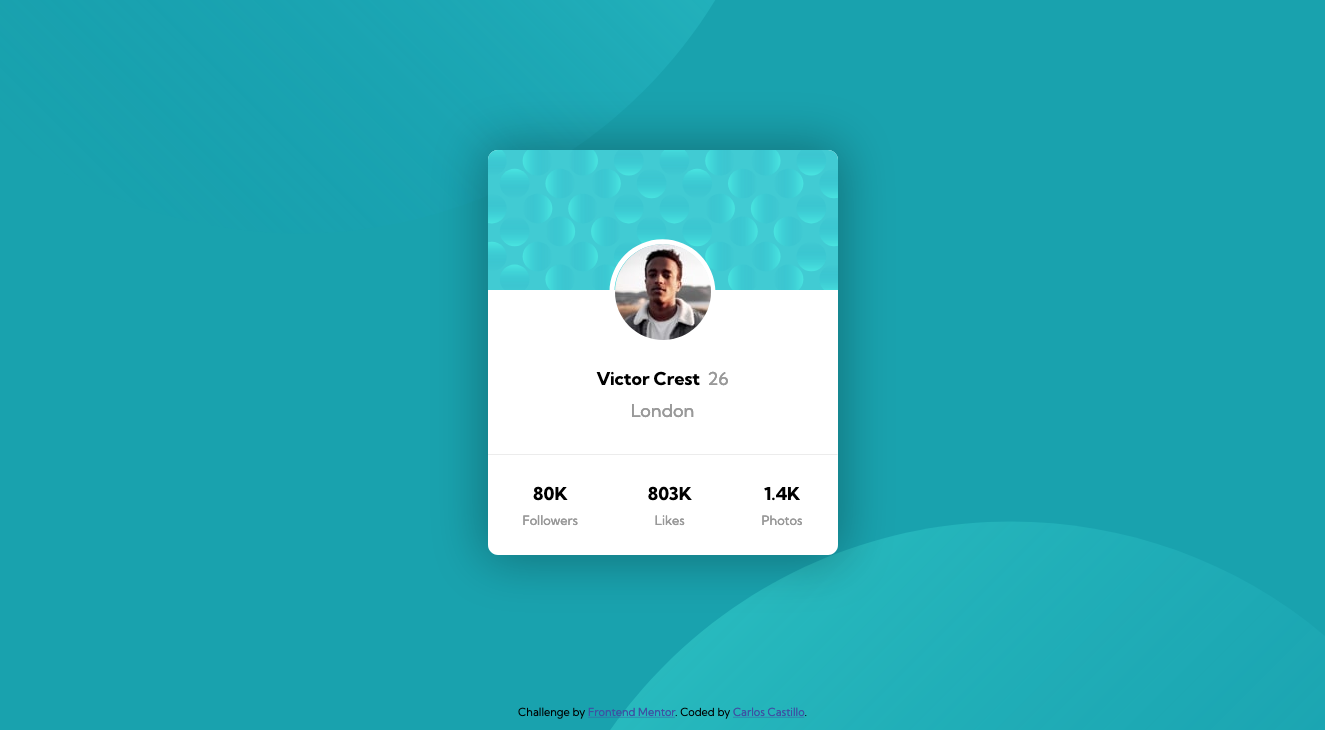 Victor Crest 26
London
80K 803K 1.4K
Followers Likes Photos
Challenge by Frontend Mentor. Coded by Carlos Castillo.